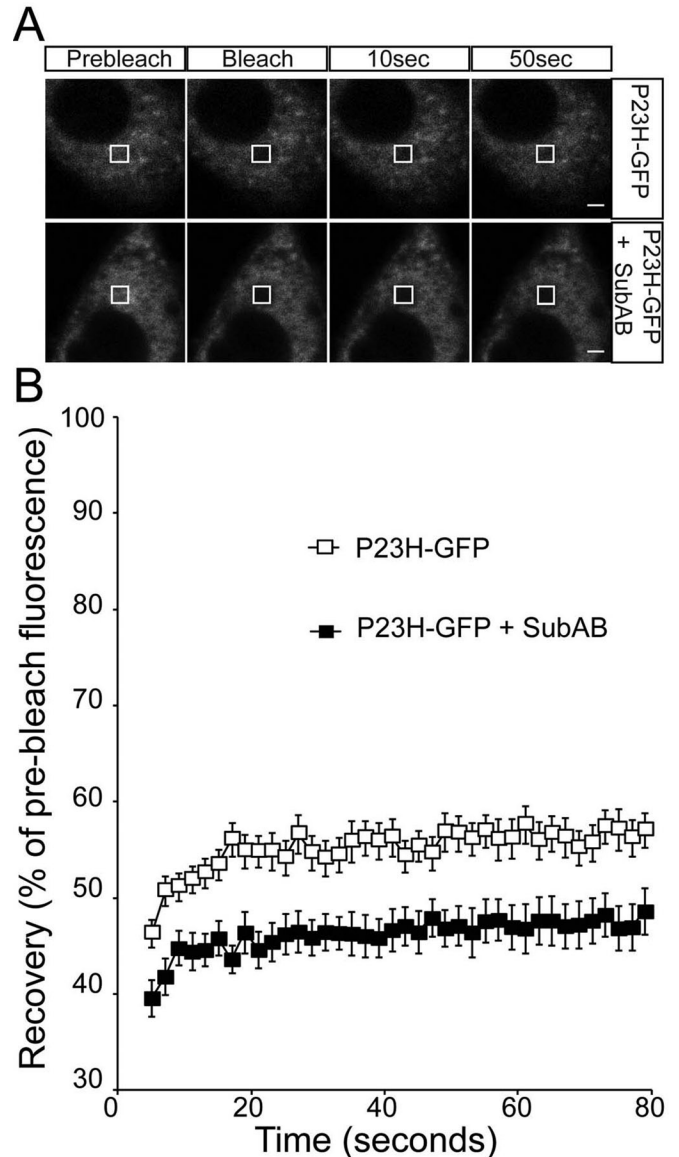 A
Prebleach Bleach 10sec 50sec
P23H-GFP
P23H-GFP
+ SubAB
B
Recovery (% of pre-bleach fluorescence)
100
90
80
70
60
50
40
30
P23H-GFP
P23H-GFP + SubAB
0 20 40 60 80
Time (seconds)